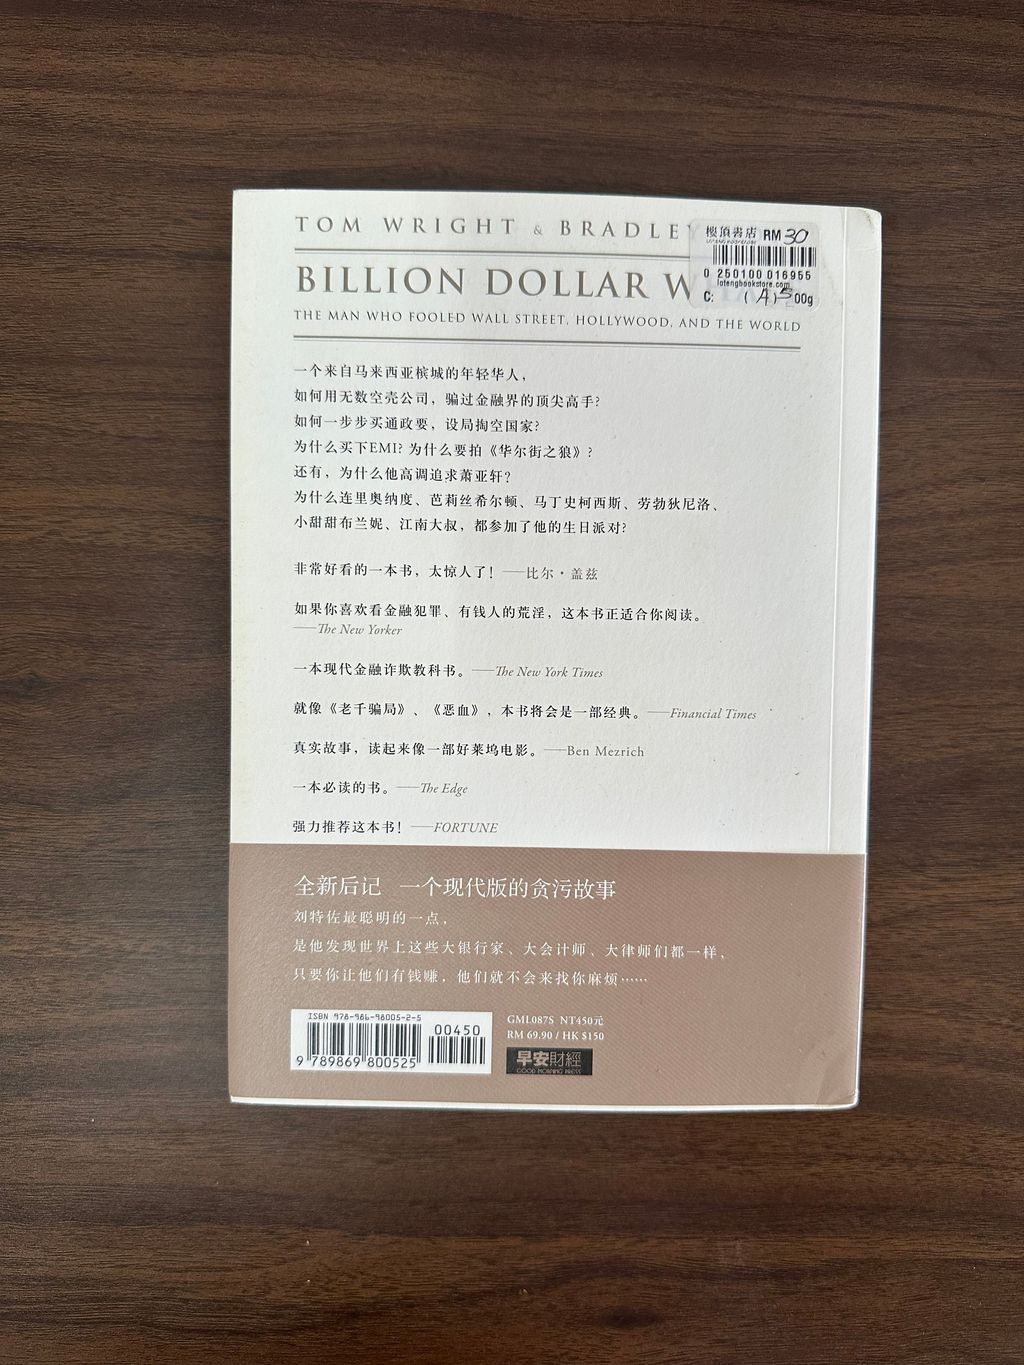 TOM WRIGHT & BRADLEY
樓頂書店 RM 30
0 250100 016955
lotengbookstore.com
C: (A) 500g
BILLION DOLLAR W
THE MAN WHO FOOLED WALL STREET, HOLLYWOOD, AND THE WORLD
一个来自马来西亚槟城的年轻华人，
如何用无数空壳公司，骗过金融界的顶尖高手?
如何一步步买通政要，设局掏空国家?
为什么买下EMI? 为什么要拍《华尔街之狼》?
还有，为什么他高调追求萧亚轩?
为什么连里奥纳度、芭莉丝希尔顿、马丁史柯西斯、劳勃狄尼洛、
小甜甜布兰妮、江南大叔，都参加了他的生日派对?
非常好看的一本书，太惊人了! ——比尔·盖兹
如果你喜欢看金融犯罪、有钱人的荒淫，这本书正适合你阅读。
——The New Yorker
一本现代金融诈欺教科书。——The New York Times
就像《老千骗局》、《恶血》，本书将会是一部经典。——Financial Times
真实故事，读起来像一部好莱坞电影。——Ben Mezrich
一本必读的书。——The Edge
强力推荐这本书! ——FORTUNE
全新后记 一个现代版的贪污故事
刘特佐最聪明的一点，
是他发现世界上这些大银行家、大会计师、大律师们都一样，
只要你让他们有钱赚，他们就不会来找你麻烦……
ISBN 978-986-98005-2-5
00450
9 789869 800525
GML087S NT450元
RM 69.90 / HK $150
早安財經
GOOD MORNING PRESS